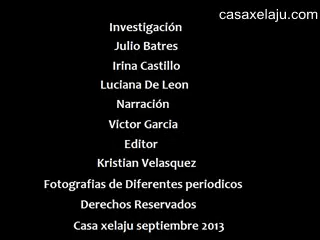 casaxelaju.com
Investigación
Julio Batres
Irina Castillo
Luciana De Leon
Narración
Victor Garcia
Editor
Kristian Velasquez
Fotografias de Diferentes periodicos
Derechos Reservados
Casa xelaju septiembre 2013